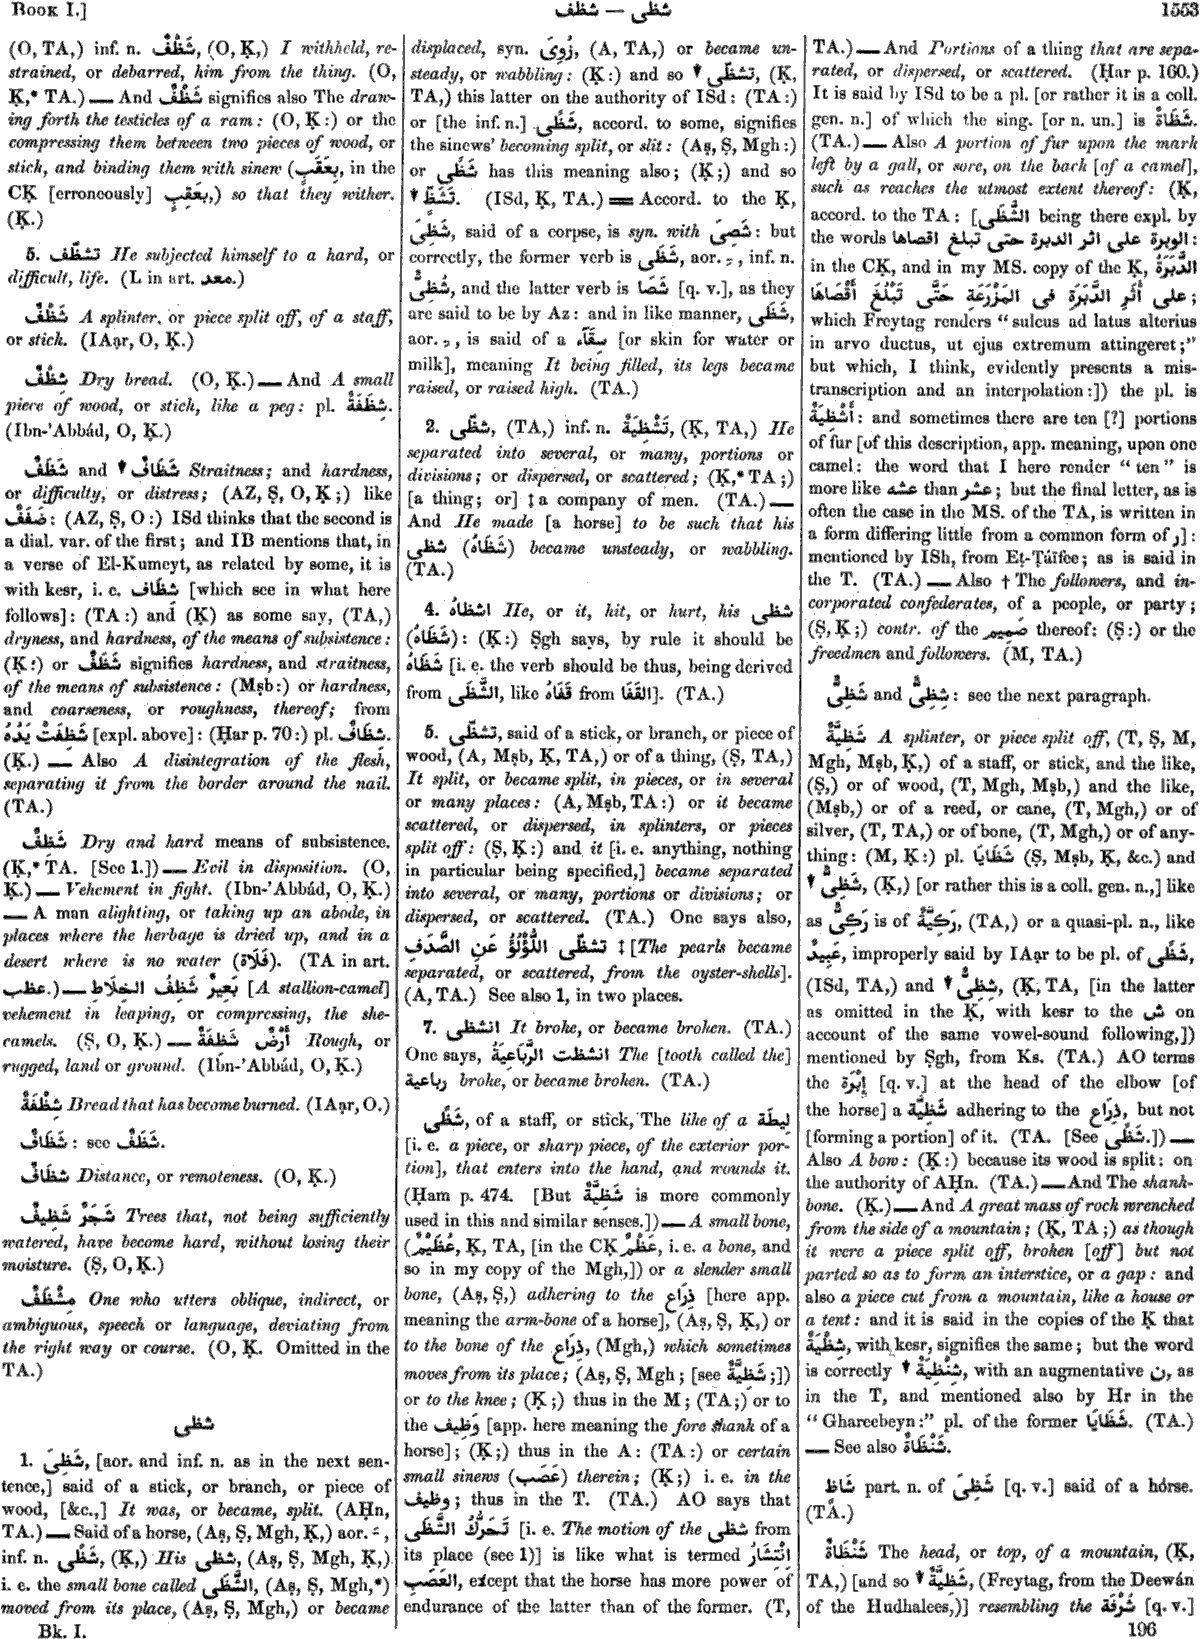 BOOK I.]
شظف — شظى
1553
(O, TA,) inf. n. شَظْفٌ, (O, Ḳ,) I withheld, re-
strained, or debarred, him from the thing. (O,
Ḳ,* TA.) — And شَظْفٌ signifies also The draw-
ing forth the testicles of a ram: (O, Ḳ:) or the
compressing them between two pieces of wood, or
stick, and binding them with sinew (بِعَقَبٍ, in the
CḲ [erroneously] بِعَقِبٍ,) so that they wither.
(Ḳ.)
5. تشظّف He subjected himself to a hard, or
difficult, life. (L in art. معد.)
شَظْفٌ A splinter, or piece split off, of a staff,
or stick. (IAạr, O, Ḳ.)
شِظْفٌ Dry bread. (O, Ḳ.) — And A small
piece of wood, or stick, like a peg: pl. شِظَفَةٌ.
(Ibn-'Abbád, O, Ḳ.)
شَظَفٌ and ↓ شَظَافٌ Straitness; and hardness,
or difficulty, or distress; (AZ, Ṣ, O, Ḳ;) like
ضَفَفٌ: (AZ, Ṣ, O:) ISd thinks that the second is
a dial. var. of the first; and IB mentions that, in
a verse of El-Kumeyt, as related by some, it is
with kesr, i. e. شِظَاف [which see in what here
follows]: (TA:) and (Ḳ) as some say, (TA,)
dryness, and hardness, of the means of subsistence:
(Ḳ:) or شَظَفٌ signifies hardness, and straitness,
of the means of subsistence: (Mṣb:) or hardness,
and coarseness, or roughness, thereof; from
شَظِفَتْ يَدُهُ [expl. above]: (Ḥar p. 70:) pl. شِظَافٌ.
(Ḳ.) — Also A disintegration of the flesh,
separating it from the border around the nail.
(TA.)
شَظِفٌ Dry and hard means of subsistence.
(Ḳ,* TA. [See 1.]) — Evil in disposition. (O,
Ḳ.) — Vehement in fight. (Ibn-'Abbád, O, Ḳ.)
— A man alighting, or taking up an abode, in
places where the herbage is dried up, and in a
desert where is no water (فَلَاة). (TA in art.
عظب.) — بَعِيرٌ شَظِفُ الخِلَاطِ [A stallion-camel]
vehement in leaping, or compressing, the she-
camels. (Ṣ, O, Ḳ.) — أَرْضٌ شَظِفَةٌ Rough, or
rugged, land or ground. (Ibn-'Abbád, O, Ḳ.)
شِظْفَةٌ Bread that has become burned. (IAạr, O.)
شَظَافٌ: see شَظَفٌ.
شِظَافٌ Distance, or remoteness. (O, Ḳ.)
شَجَرٌ شَظِيفٌ Trees that, not being sufficiently
watered, have become hard, without losing their
moisture. (Ṣ, O, Ḳ.)
مِشْظَفٌ One who utters oblique, indirect, or
ambiguous, speech or language, deviating from
the right way or course. (O, Ḳ. Omitted in the
TA.)
شظى
1. شَظِىَ, [aor. and inf. n. as in the next sen-
tence,] said of a stick, or branch, or piece of
wood, [&c.,] It was, or became, split. (AḤn,
TA.) — Said of a horse, (Aṣ, Ṣ, Mgh, Ḳ,) aor. ـَ,
inf. n. شَظًى, (Ḳ,) His شظى, (Aṣ, Ṣ, Mgh, Ḳ,)
i. e. the small bone called الشَّظَى, (Aṣ, Ṣ, Mgh,*)
moved from its place, (Aṣ, Ṣ, Mgh,) or became
Bk. I.
displaced, syn. زُوِىَ, (A, TA,) or became un-
steady, or wabbling: (Ḳ:) and so ↓ تشظّى, (Ḳ,
TA,) this latter on the authority of ISd: (TA:)
or [the inf. n.] شَظًى, accord. to some, signifies
the sinews' becoming split, or slit: (Aṣ, Ṣ, Mgh:)
or شَظًى has this meaning also; (Ḳ;) and so
↓ تَشَظٍّ. (ISd, Ḳ, TA.) = Accord. to the Ḳ,
شَظِىَ, said of a corpse, is syn. with شَصِىَ: but
correctly, the former verb is شَظَى, aor. ـِ, inf. n.
شُظِىٌّ, and the latter verb is شَصَا [q. v.], as they
are said to be by Az: and in like manner, شَظَى,
aor. ـِ, is said of a سِقَآء [or skin for water or
milk], meaning It being filled, its legs became
raised, or raised high. (TA.)
2. شظّى, (TA,) inf. n. تَشْظِيَةٌ, (Ḳ, TA,) He
separated into several, or many, portions or
divisions; or dispersed, or scattered; (Ḳ,* TA;)
[a thing; or] ‡ a company of men. (TA.) —
And He made [a horse] to be such that his
شظى (شَظَاهُ) became unsteady, or wabbling.
(TA.)
4. اشظاهُ He, or it, hit, or hurt, his شظى
(شَظَاهُ): (Ḳ:) Ṣgh says, by rule it should be
شَظَاهُ [i. e. the verb should be thus, being derived
from الشَّظَى, like قَفَاهُ from القَفَا]. (TA.)
5. تشظّى, said of a stick, or branch, or piece of
wood, (A, Mṣb, Ḳ, TA,) or of a thing, (Ṣ, TA,)
It split, or became split, in pieces, or in several
or many places: (A, Mṣb, TA:) or it became
scattered, or dispersed, in splinters, or pieces
split off: (Ṣ, Ḳ:) and it [i. e. anything, nothing
in particular being specified,] became separated
into several, or many, portions or divisions; or
dispersed, or scattered. (TA.) One says also,
تشظّى اللُّؤْلُؤُ عَنِ الصَّدَفِ ‡ [The pearls became
separated, or scattered, from the oyster-shells].
(A, TA.) See also 1, in two places.
7. انشظى It broke, or became broken. (TA.)
One says, انشظت الرَّبَاعِيَةُ The [tooth called the]
رباعية broke, or became broken. (TA.)
شَظًى, of a staff, or stick, The like of a لِيطَة
[i. e. a piece, or sharp piece, of the exterior por-
tion], that enters into the hand, and wounds it.
(Ḥam p. 474. [But شَظِيَّةٌ is more commonly
used in this and similar senses.]) — A small bone,
(عُظَيْمٌ, Ḳ, TA, [in the CḲ عَظْمٌ, i. e. a bone, and
so in my copy of the Mgh,]) or a slender small
bone, (Aṣ, Ṣ,) adhering to the ذِرَاع [here app.
meaning the arm-bone of a horse], (Aṣ, Ṣ, Ḳ,) or
to the bone of the ذِرَاع, (Mgh,) which sometimes
moves from its place; (Aṣ, Ṣ, Mgh; [see شَظِيَّةٌ;])
or to the knee; (Ḳ;) thus in the M; (TA;) or to
the وَظِيف [app. here meaning the fore shank of a
horse]; (Ḳ;) thus in the A: (TA:) or certain
small sinews (عَصَب) therein; (Ḳ;) i. e. in the
وظيف; thus in the T. (TA.) AO says that
تَحَرُّكُ الشَّظَى [i. e. The motion of the شظى from
its place (see 1)] is like what is termed انْتِشَارُ
العَصَبِ, except that the horse has more power of
endurance of the latter than of the former. (T,
TA.) — And Portions of a thing that are sepa-
rated, or dispersed, or scattered. (Ḥar p. 160.)
It is said by ISd to be a pl. [or rather it is a coll.
gen. n.] of which the sing. [or n. un.] is شَظَاةٌ.
(TA.) — Also A portion of fur upon the mark
left by a gall, or sore, on the back [of a camel],
such as reaches the utmost extent thereof: (Ḳ,
accord. to the TA: [الشَّظَى being there expl. by
the words الوبرة على اثر الدبرة حتى تبلغ اقصاها:
in the CḲ, and in my MS. copy of the Ḳ, الدَّبَرَةُ
على أَثَرِ الدَّبَرَةِ فى المَزْرَعَةِ حَتَّى تَبْلُغَ أَقْصَاهَا;
which Freytag renders "sulcus ad latus alterius
in arvo ductus, ut ejus extremum attingeret;"
but which, I think, evidently presents a mis-
transcription and an interpolation:]) the pl. is
أَشْظِيَةٌ: and sometimes there are ten [?] portions
of fur [of this description, app. meaning, upon one
camel: the word that I here render "ten" is
more like عشه than عشر; but the final letter, as is
often the case in the MS. of the TA, is written in
a form differing little from a common form of ر]:
mentioned by ISh, from Eṭ-Ṭáïfee; as is said in
the T. (TA.) — Also † The followers, and in-
corporated confederates, of a people, or party;
(Ṣ, Ḳ;) contr. of the صَمِيم thereof: (Ṣ:) or the
freedmen and followers. (M, TA.)
شَظِىٌّ and شِظِىٌّ: see the next paragraph.
شَظِيَّةٌ A splinter, or piece split off, (T, Ṣ, M,
Mgh, Mṣb, Ḳ,) of a staff, or stick, and the like,
(Ṣ,) or of wood, (T, Mgh, Mṣb,) and the like,
(Mṣb,) or of a reed, or cane, (T, Mgh,) or of
silver, (T, TA,) or of bone, (T, Mgh,) or of any-
thing: (M, Ḳ:) pl. شَظَايَا (Ṣ, Mṣb, Ḳ, &c.) and
↓ شَظِىٌّ, (Ḳ,) [or rather this is a coll. gen. n.,] like
as رَكِىٌّ is of رَكِيَّةٌ, (TA,) or a quasi-pl. n., like
عَبِيدٌ, improperly said by IAạr to be pl. of شَظًى,
(ISd, TA,) and ↓ شِظِىٌّ, (Ḳ, TA, [in the latter
as omitted in the Ḳ, with kesr to the ش on
account of the same vowel-sound following,])
mentioned by Ṣgh, from Ks. (TA.) AO terms
the إِبْرَة [q. v.] at the head of the elbow [of
the horse] a شَظِيَّة adhering to the ذِرَاع, but not
[forming a portion] of it. (TA. [See شَظًى.]) —
Also A bow: (Ḳ:) because its wood is split: on
the authority of AḤn. (TA.) — And The shank-
bone. (Ḳ.) — And A great mass of rock wrenched
from the side of a mountain; (Ḳ, TA;) as though
it were a piece split off, broken [off] but not
parted so as to form an interstice, or a gap: and
also a piece cut from a mountain, like a house or
a tent: and it is said in the copies of the Ḳ that
شِظْيَةٌ, with kesr, signifies the same; but the word
is correctly ↓ شِنْظِيَةٌ, with an augmentative ن, as
in the T, and mentioned also by Hr in the
"Ghareebeyn:" pl. of the former شَظَايَا. (TA.)
— See also شَنْظَاةٌ.
شَاظٍ part. n. of شَظِىَ [q. v.] said of a horse.
(TA.)
شَنْظَاةٌ The head, or top, of a mountain, (Ḳ,
TA,) [and so ↓ شَظِيَّةٌ, (Freytag, from the Deewán
of the Hudhalees,)] resembling the شُرْفَة [q. v.]
196